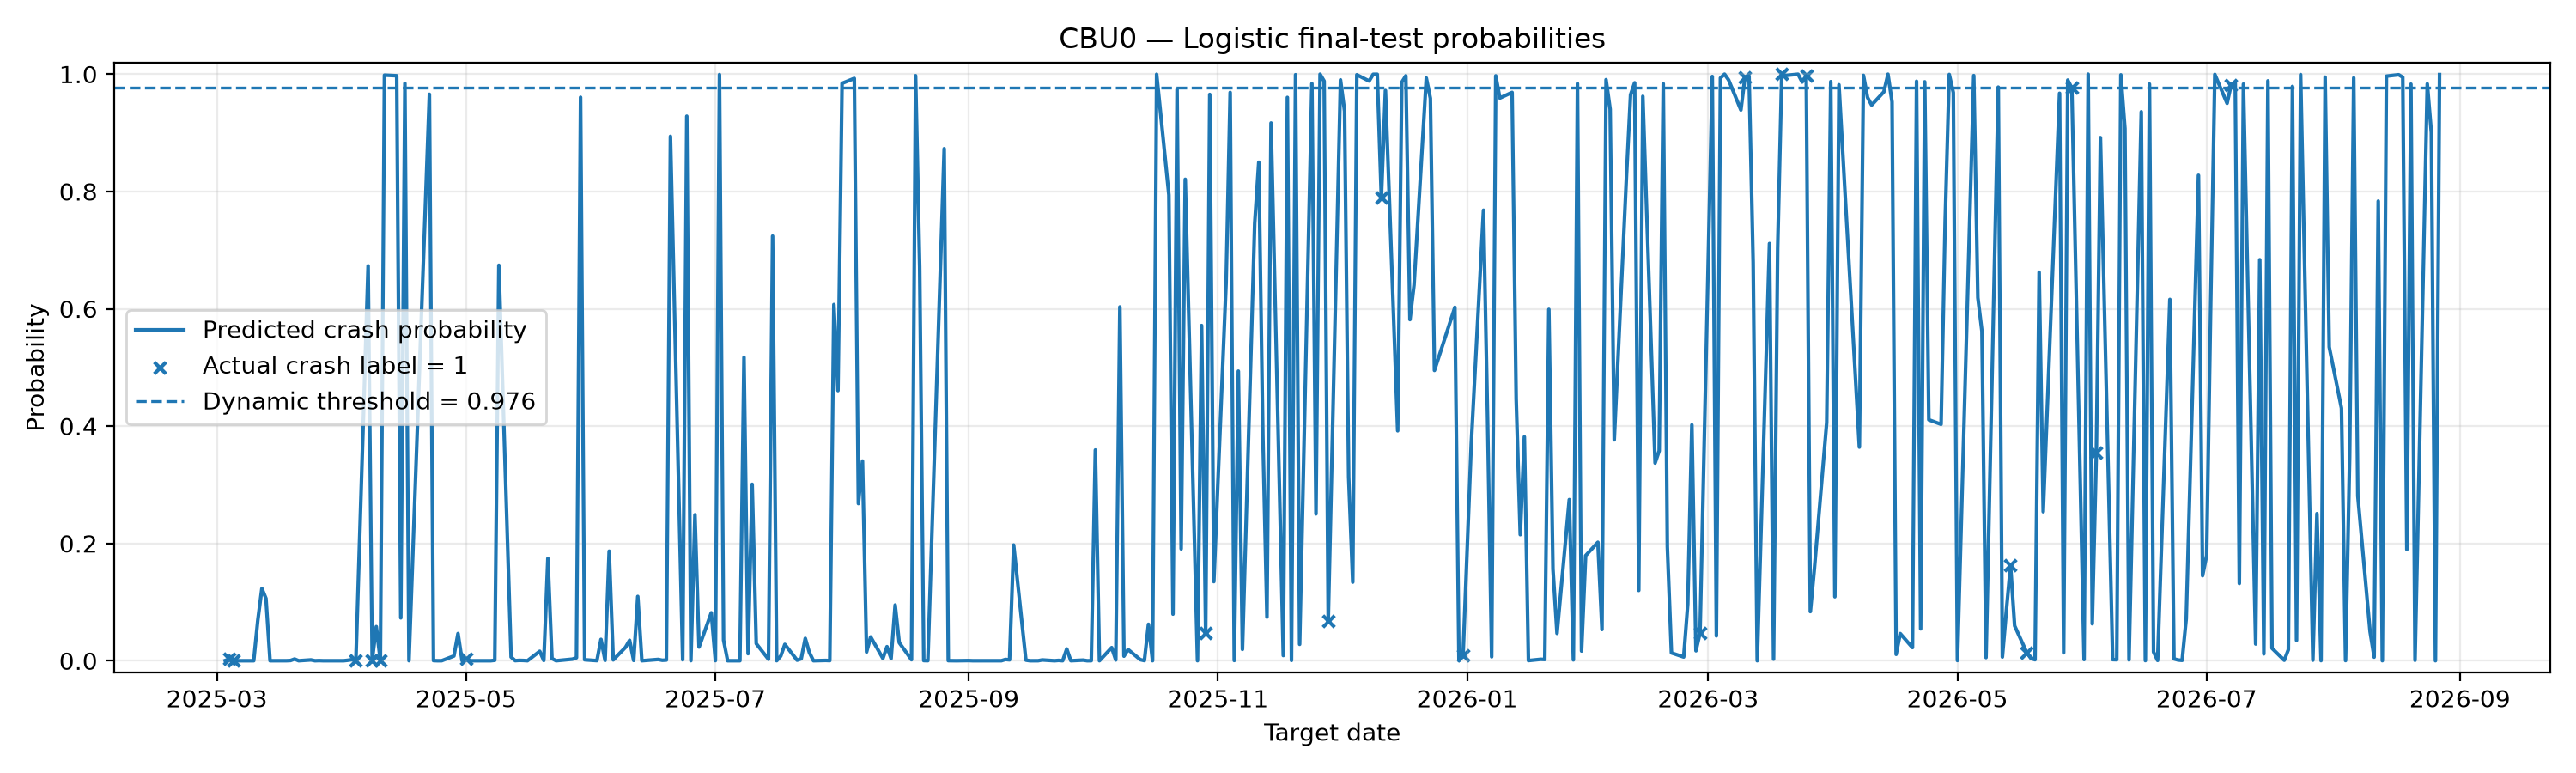 CBU0 — Logistic final-test probabilities
1.0
0.8
0.6
0.4
0.2
0.0
Probability
Predicted crash probability
Actual crash label = 1
Dynamic threshold = 0.976
2025-03 2025-05 2025-07 2025-09 2025-11 2026-01 2026-03 2026-05 2026-07 2026-09
Target date